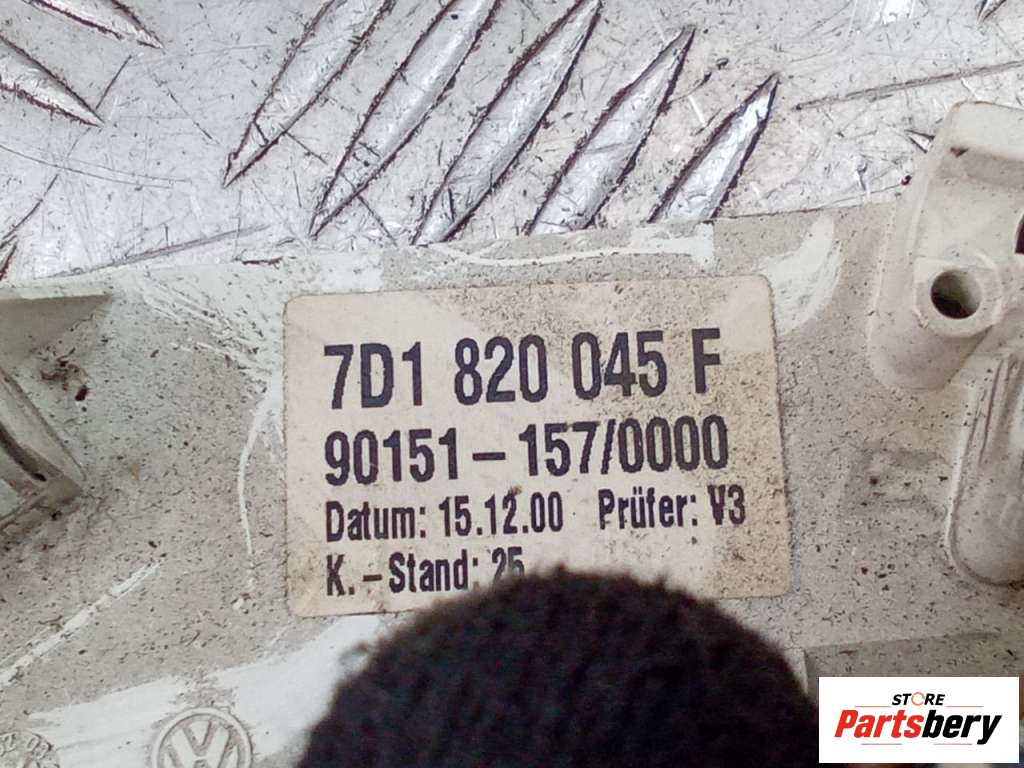 7D1 820 045 F
90151-157/0000
Datum: 15.12.00 Prüfer: V3
K.-Stand: 25
STORE
Partsbery